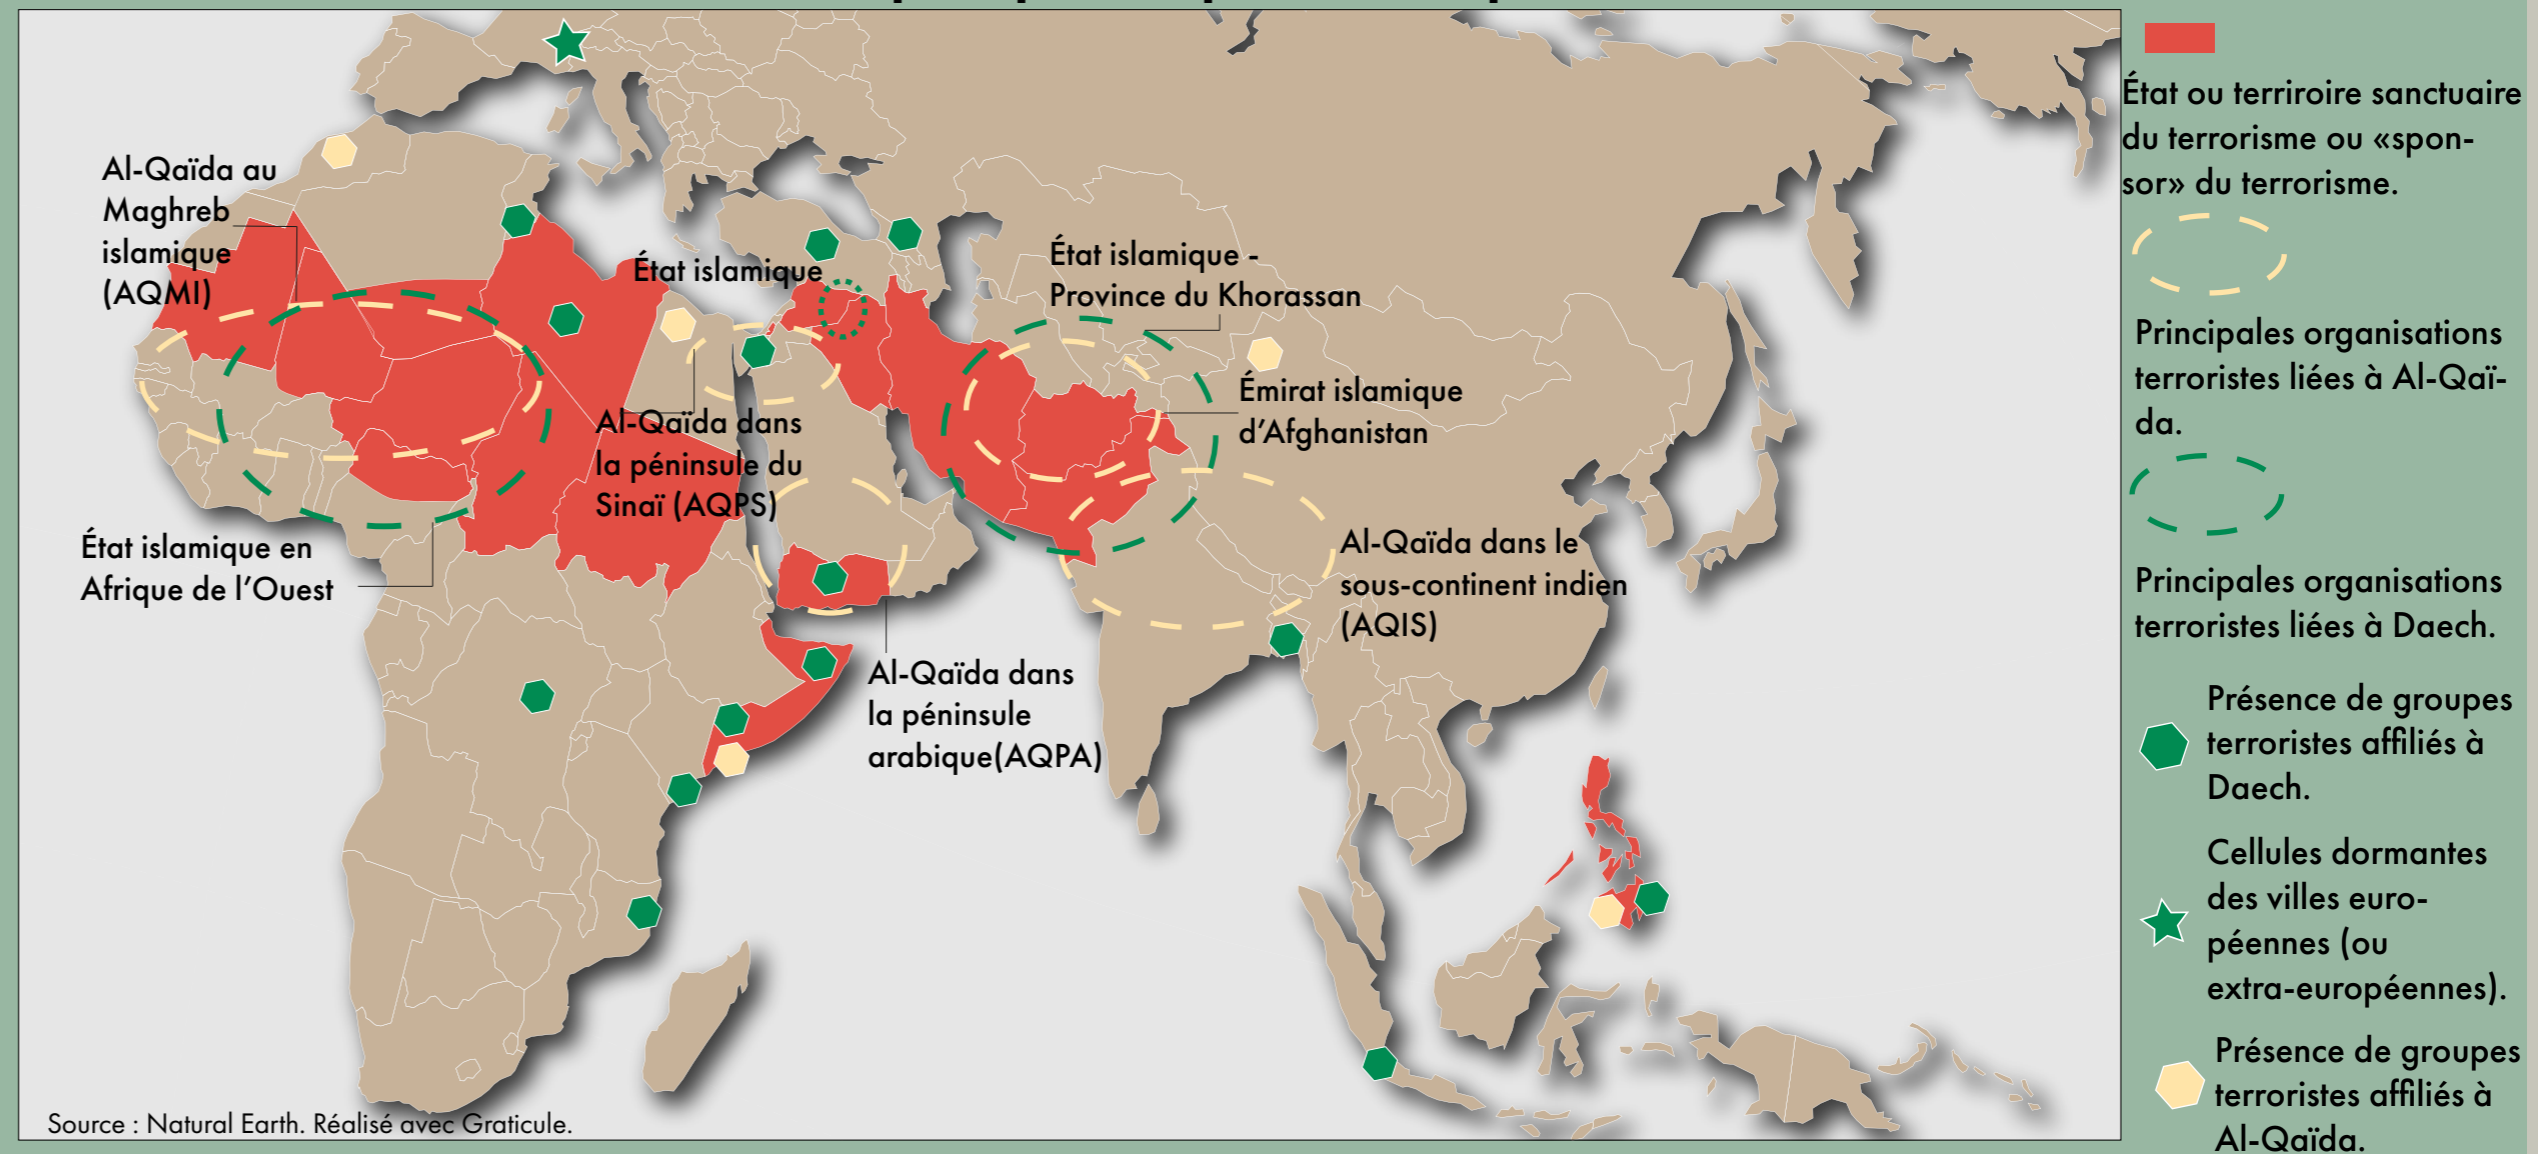 Al-Qaïda au
Maghreb
islamique
(AQMI)
État islamique
État islamique -
Province du Khorassan
Émirat islamique
d'Afghanistan
Al-Qaïda dans
la péninsule du
Sinaï (AQPS)
État islamique en
Afrique de l'Ouest
Al-Qaïda dans le
sous-continent indien
(AQIS)
Al-Qaïda dans
la péninsule
arabique(AQPA)
Source : Natural Earth. Réalisé avec Graticule.
État ou terriroire sanctuaire
du terrorisme ou «spon-
sor» du terrorisme.
Principales organisations
terroristes liées à Al-Qaï-
da.
Principales organisations
terroristes liées à Daech.
Présence de groupes
terroristes affiliés à
Daech.
Cellules dormantes
des villes euro-
péennes (ou
extra-européennes).
Présence de groupes
terroristes affiliés à
Al-Qaïda.